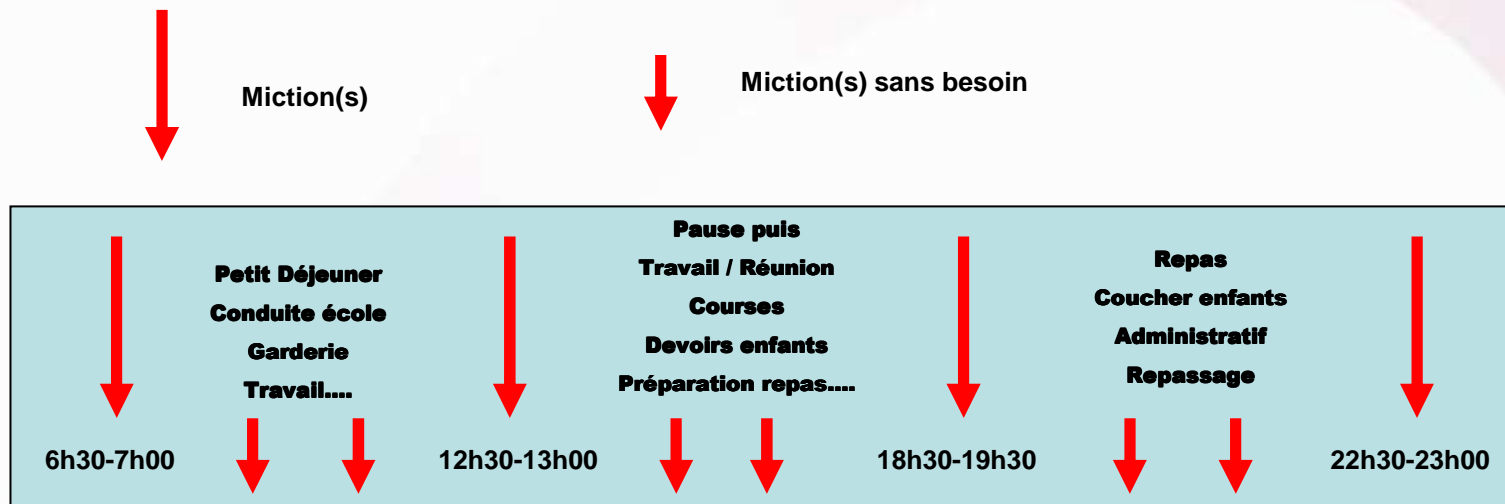 Miction(s)
Miction(s) sans besoin
Petit Déjeuner
Conduite école
Garderie
Travail....
Pause puis
Travail / Réunion
Courses
Devoirs enfants
Préparation repas....
Repas
Coucher enfants
Administratif
Repassage
6h30-7h00
12h30-13h00
18h30-19h30
22h30-23h00